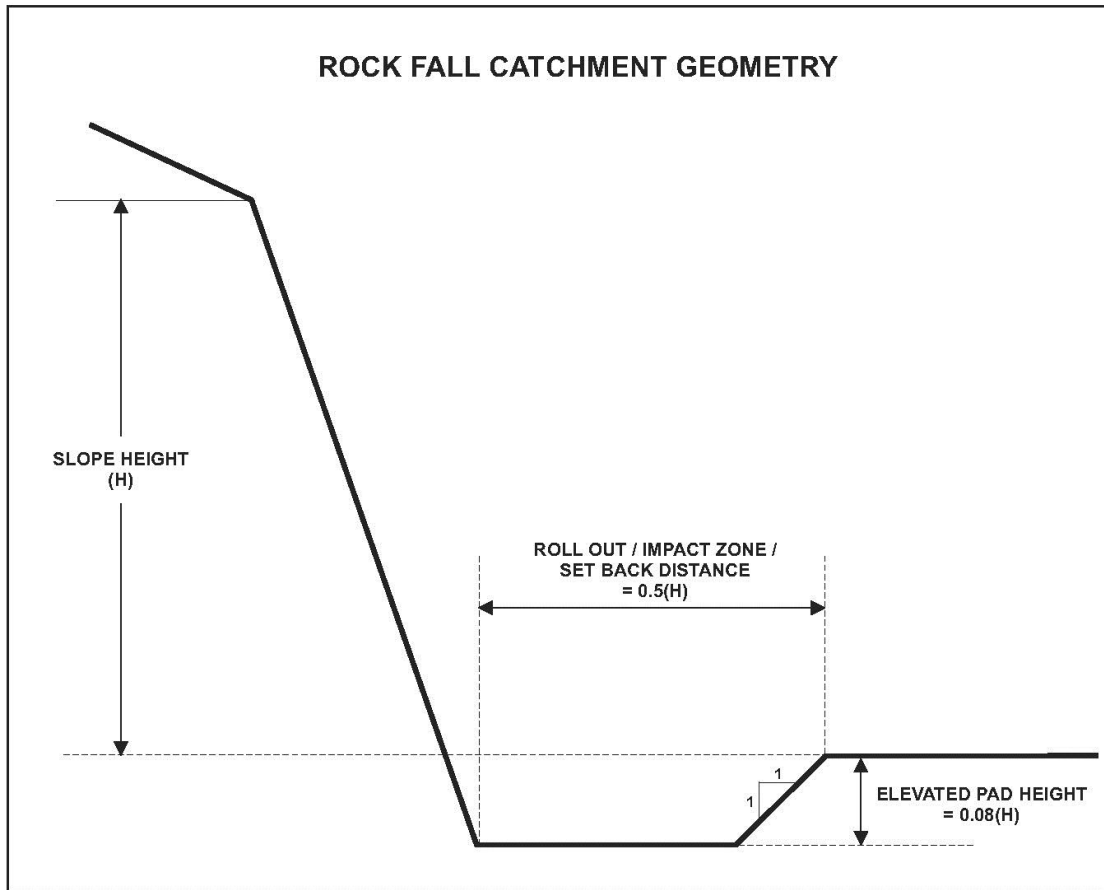 ROCK FALL CATCHMENT GEOMETRY
SLOPE HEIGHT
(H)
ROLL OUT / IMPACT ZONE /
SET BACK DISTANCE
= 0.5(H)
1
1
ELEVATED PAD HEIGHT
= 0.08(H)